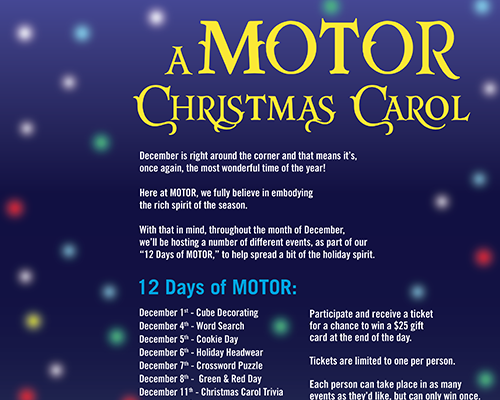 A MOTOR
CHRISTMAS CAROL
December is right around the corner and that means it's,
once again, the most wonderful time of the year!
Here at MOTOR, we fully believe in embodying
the rich spirit of the season.
With that in mind, throughout the month of December,
we'll be hosting a number of different events, as part of our
"12 Days of MOTOR," to help spread a bit of the holiday spirit.
12 Days of MOTOR:
December 1st - Cube Decorating
December 4th - Word Search
December 5th - Cookie Day
December 6th - Holiday Headwear
December 7th - Crossword Puzzle
December 8th - Green & Red Day
December 11th - Christmas Carol Trivia
Participate and receive a ticket
for a chance to win a $25 gift
card at the end of the day.
Tickets are limited to one per person.
Each person can take place in as many
events as they'd like, but can only win once.